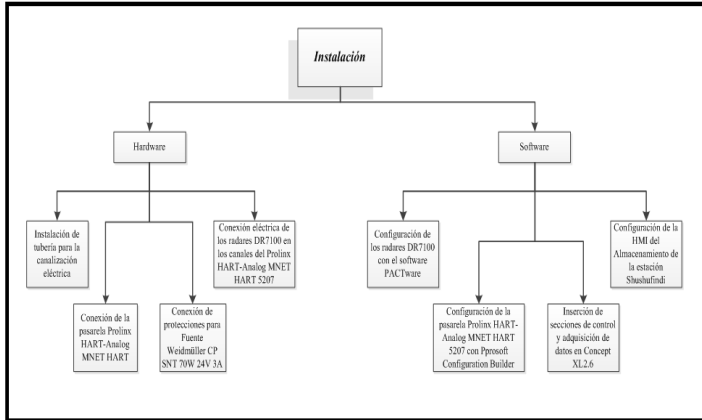 Instalación
Hardware
Software
Instalación de
tubería para la
canalización
eléctrica
Conexión de la
pasarela Prolinx
HART-Analog
MNET HART
Conexión de
protecciones para
Fuente
Weidmüller CP
SNT 70W 24V 3A
Conexión eléctrica de
los radares DR7100 en
los canales del Prolinx
HART-Analog MNET
HART 5207
Configuración de
los radares DR7100
con el software
PACTware
Configuración de la
pasarela Prolinx HART-
Analog MNET HART
5207 con Pprosoft
Configuration Builder
Inserción de
secciones de control
y adquisición de
datos en Concept
XL2.6
Configuración de la
HMI del
Almacenamiento de
la estación
Shushufindi